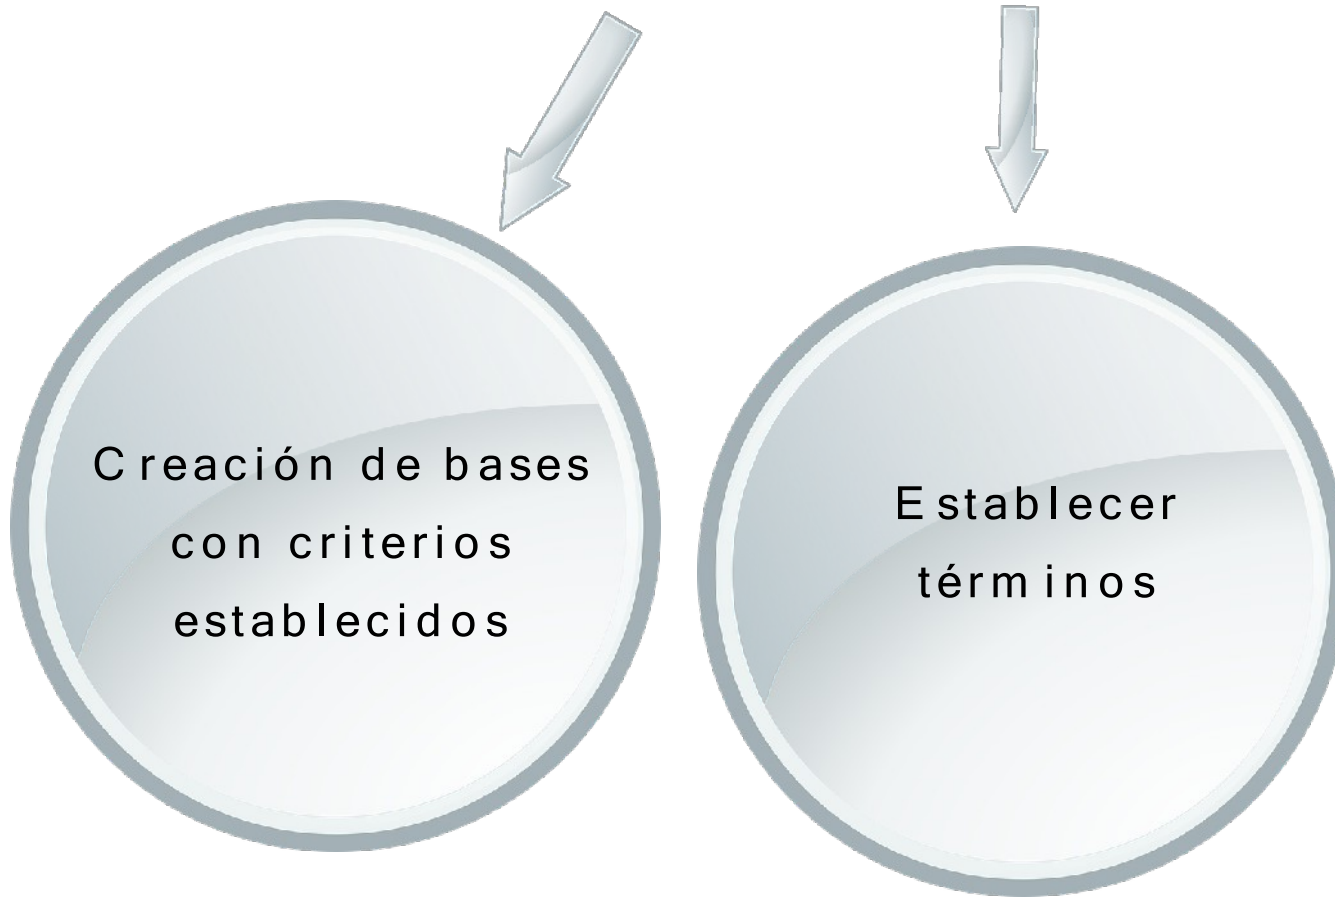 Creación de bases
con criterios
establecidos
Establecer
términos